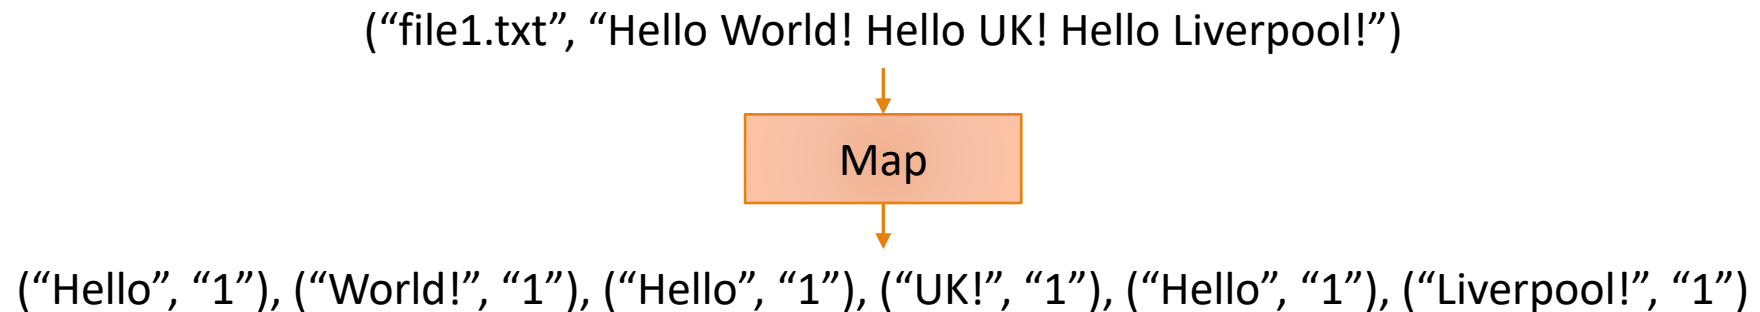 (“file1.txt”, “Hello World! Hello UK! Hello Liverpool!”)
Map
(“Hello”, “1”), (“World!”, “1”), (“Hello”, “1”), (“UK!”, “1”), (“Hello”, “1”), (“Liverpool!”, “1”)